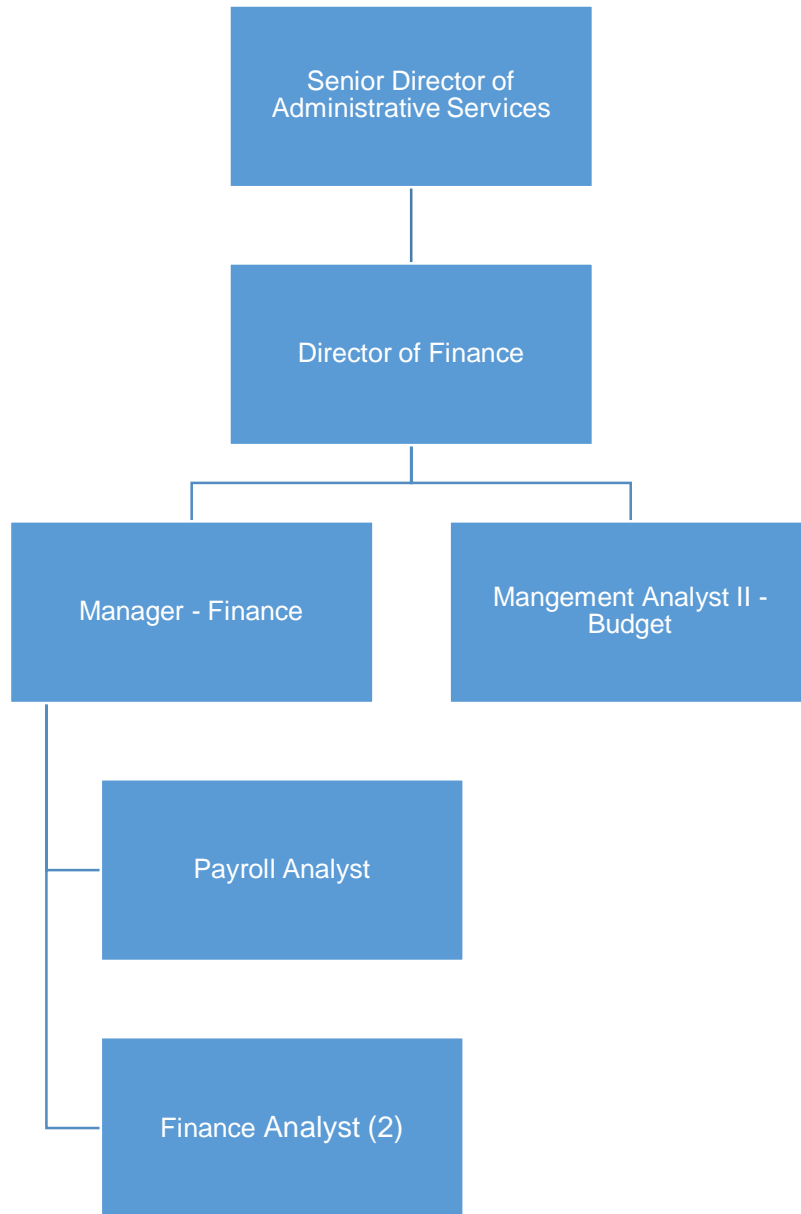 Senior Director of
Administrative Services
Director of Finance
Manager - Finance
Mangement Analyst II -
Budget
Payroll Analyst
Finance Analyst (2)